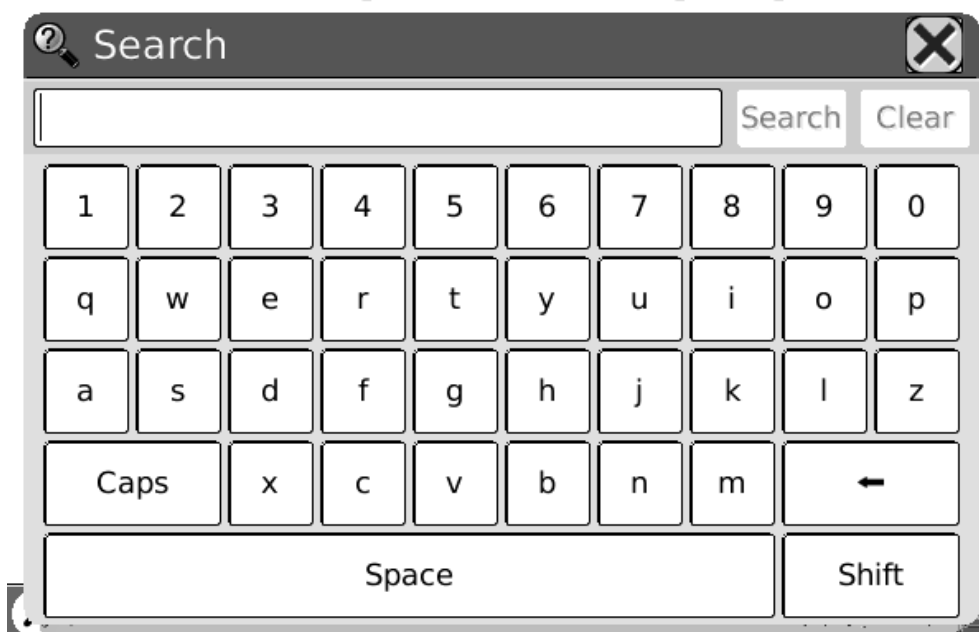 Search
Search Clear
1 2 3 4 5 6 7 8 9 0
q w e r t y u i o p
a s d f g h j k l z
Caps x c v b n m ←
Space Shift